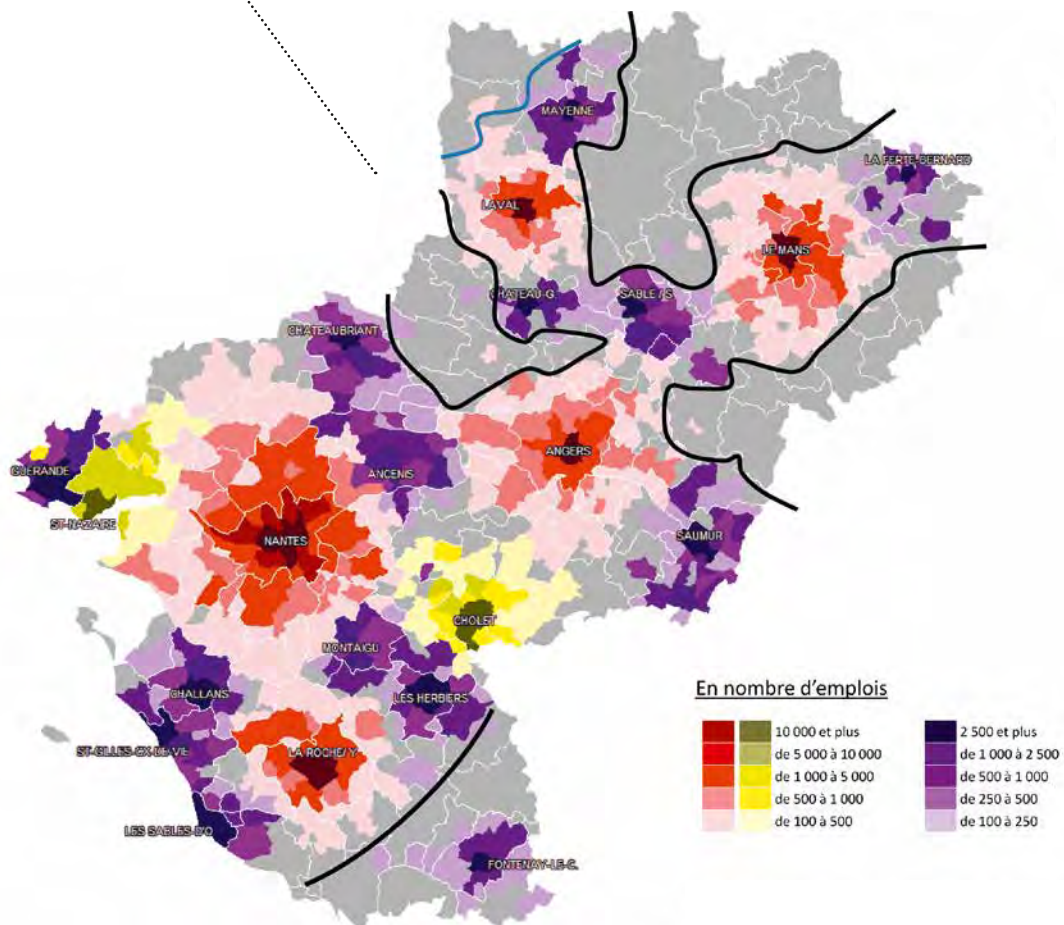 MAYENNE
LA FERTE-BERNARD
LAVAL
LE MANS
CHATEAU-G.
SABLE / S.
CHATEAUBRIANT
ANGERS
GUERANDE
ANCENIS
ST-NAZAIRE
NANTES
SAUMUR
CHOLET
MONTAIGU
CHALLANS
LES HERBIERS
ST-GILLES-CX-DE-VIE
LA ROCHE / Y
LES SABLES-D'O
FONTENAY-LE-C.
En nombre d'emplois
10 000 et plus
de 5 000 à 10 000
de 1 000 à 5 000
de 500 à 1 000
de 100 à 500
2 500 et plus
de 1 000 à 2 500
de 500 à 1 000
de 250 à 500
de 100 à 250